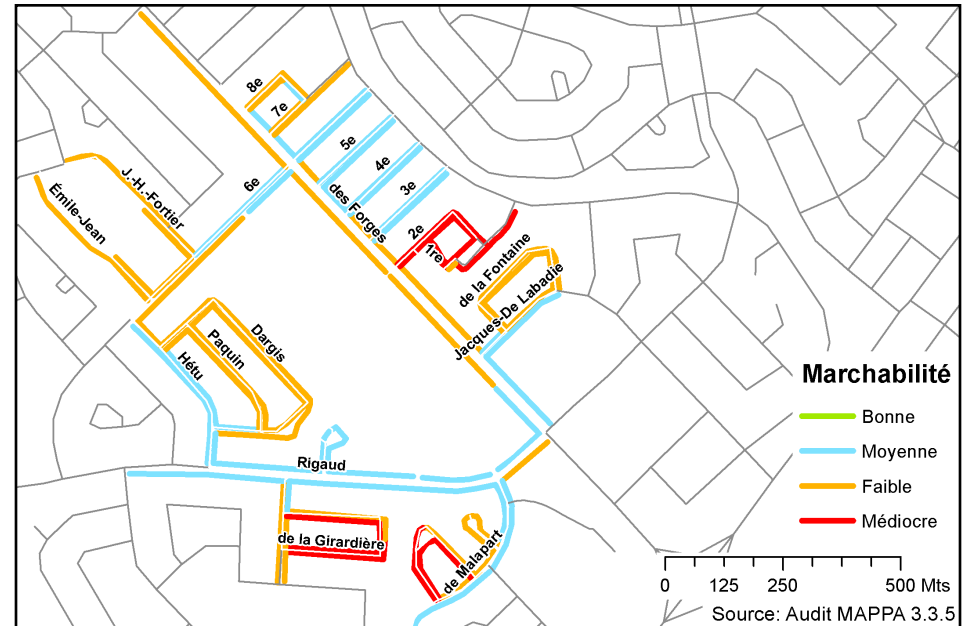 8e
7e
5e
4e
3e
6e
J.-H.-Fortier
Émile-Jean
des Forges
2e
1re
de la Fontaine
Jacques-De Labadie
Dargis
Paquin
Hétu
Rigaud
de la Girardière
de Malapart
Marchabilité
Bonne
Moyenne
Faible
Médiocre
0 125 250 500 Mts
Source: Audit MAPPA 3.3.5